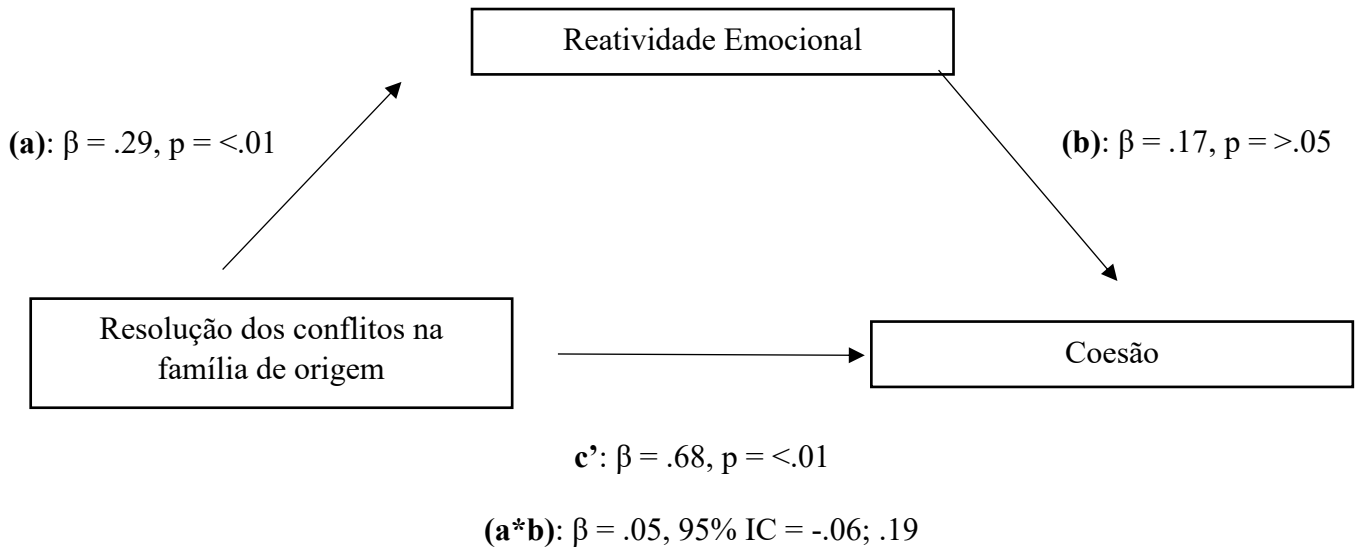 Reatividade Emocional
(a): β = .29, p = <.01
(b): β = .17, p = >.05
Resolução dos conflitos na
família de origem
Coesão
c’: β = .68, p = <.01
(a*b): β = .05, 95% IC = -.06; .19